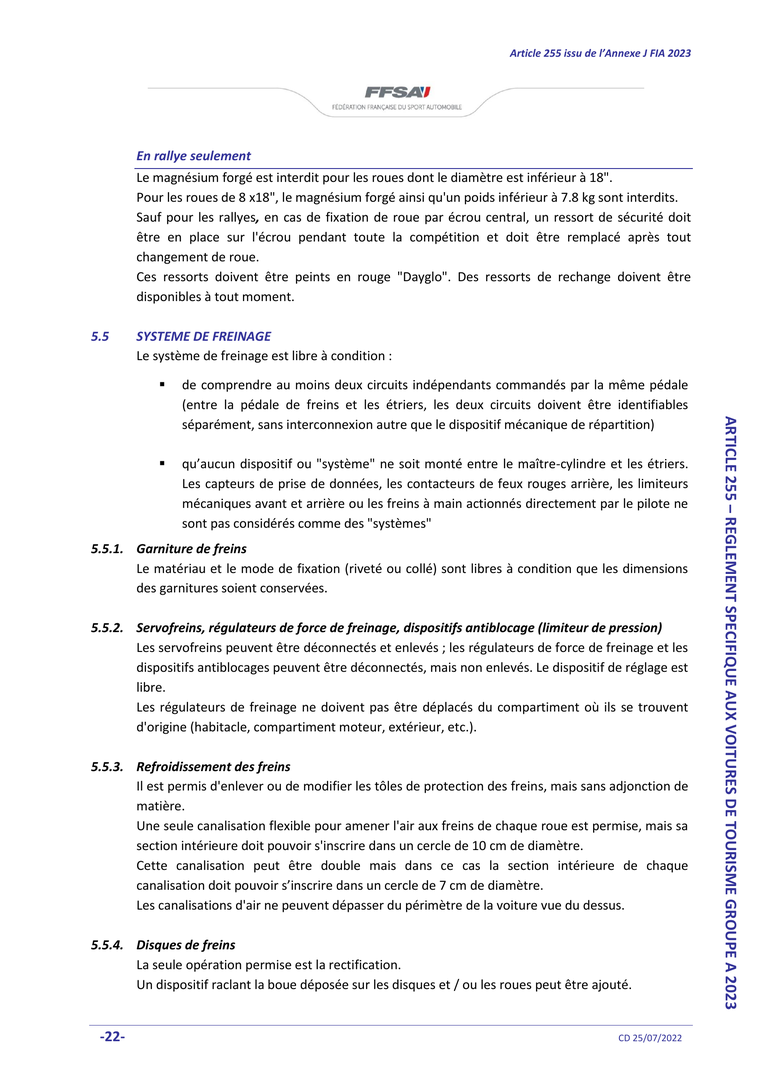 Article 255 issu de l'Annexe J FIA 2023
FFSA
FÉDÉRATION FRANÇAISE DU SPORT AUTOMOBILE
En rallye seulement
Le magnésium forgé est interdit pour les roues dont le diamètre est inférieur à 18".
Pour les roues de 8 x18", le magnésium forgé ainsi qu'un poids inférieur à 7.8 kg sont interdits.
Sauf pour les rallyes, en cas de fixation de roue par écrou central, un ressort de sécurité doit
être en place sur l'écrou pendant toute la compétition et doit être remplacé après tout
changement de roue.
Ces ressorts doivent être peints en rouge "Dayglo". Des ressorts de rechange doivent être
disponibles à tout moment.
5.5 SYSTEME DE FREINAGE
Le système de freinage est libre à condition :
▪ de comprendre au moins deux circuits indépendants commandés par la même pédale
(entre la pédale de freins et les étriers, les deux circuits doivent être identifiables
séparément, sans interconnexion autre que le dispositif mécanique de répartition)
▪ qu’aucun dispositif ou "système" ne soit monté entre le maître-cylindre et les étriers.
Les capteurs de prise de données, les contacteurs de feux rouges arrière, les limiteurs
mécaniques avant et arrière ou les freins à main actionnés directement par le pilote ne
sont pas considérés comme des "systèmes"
5.5.1. Garniture de freins
Le matériau et le mode de fixation (riveté ou collé) sont libres à condition que les dimensions
des garnitures soient conservées.
5.5.2. Servofreins, régulateurs de force de freinage, dispositifs antiblocage (limiteur de pression)
Les servofreins peuvent être déconnectés et enlevés ; les régulateurs de force de freinage et les
dispositifs antiblocages peuvent être déconnectés, mais non enlevés. Le dispositif de réglage est
libre.
Les régulateurs de freinage ne doivent pas être déplacés du compartiment où ils se trouvent
d'origine (habitacle, compartiment moteur, extérieur, etc.).
5.5.3. Refroidissement des freins
Il est permis d'enlever ou de modifier les tôles de protection des freins, mais sans adjonction de
matière.
Une seule canalisation flexible pour amener l'air aux freins de chaque roue est permise, mais sa
section intérieure doit pouvoir s'inscrire dans un cercle de 10 cm de diamètre.
Cette canalisation peut être double mais dans ce cas la section intérieure de chaque
canalisation doit pouvoir s’inscrire dans un cercle de 7 cm de diamètre.
Les canalisations d'air ne peuvent dépasser du périmètre de la voiture vue du dessus.
5.5.4. Disques de freins
La seule opération permise est la rectification.
Un dispositif raclant la boue déposée sur les disques et / ou les roues peut être ajouté.
ARTICLE 255 – REGLEMENT SPECIFIQUE AUX VOITURES DE TOURISME GROUPE A 2023
-22-
CD 25/07/2022